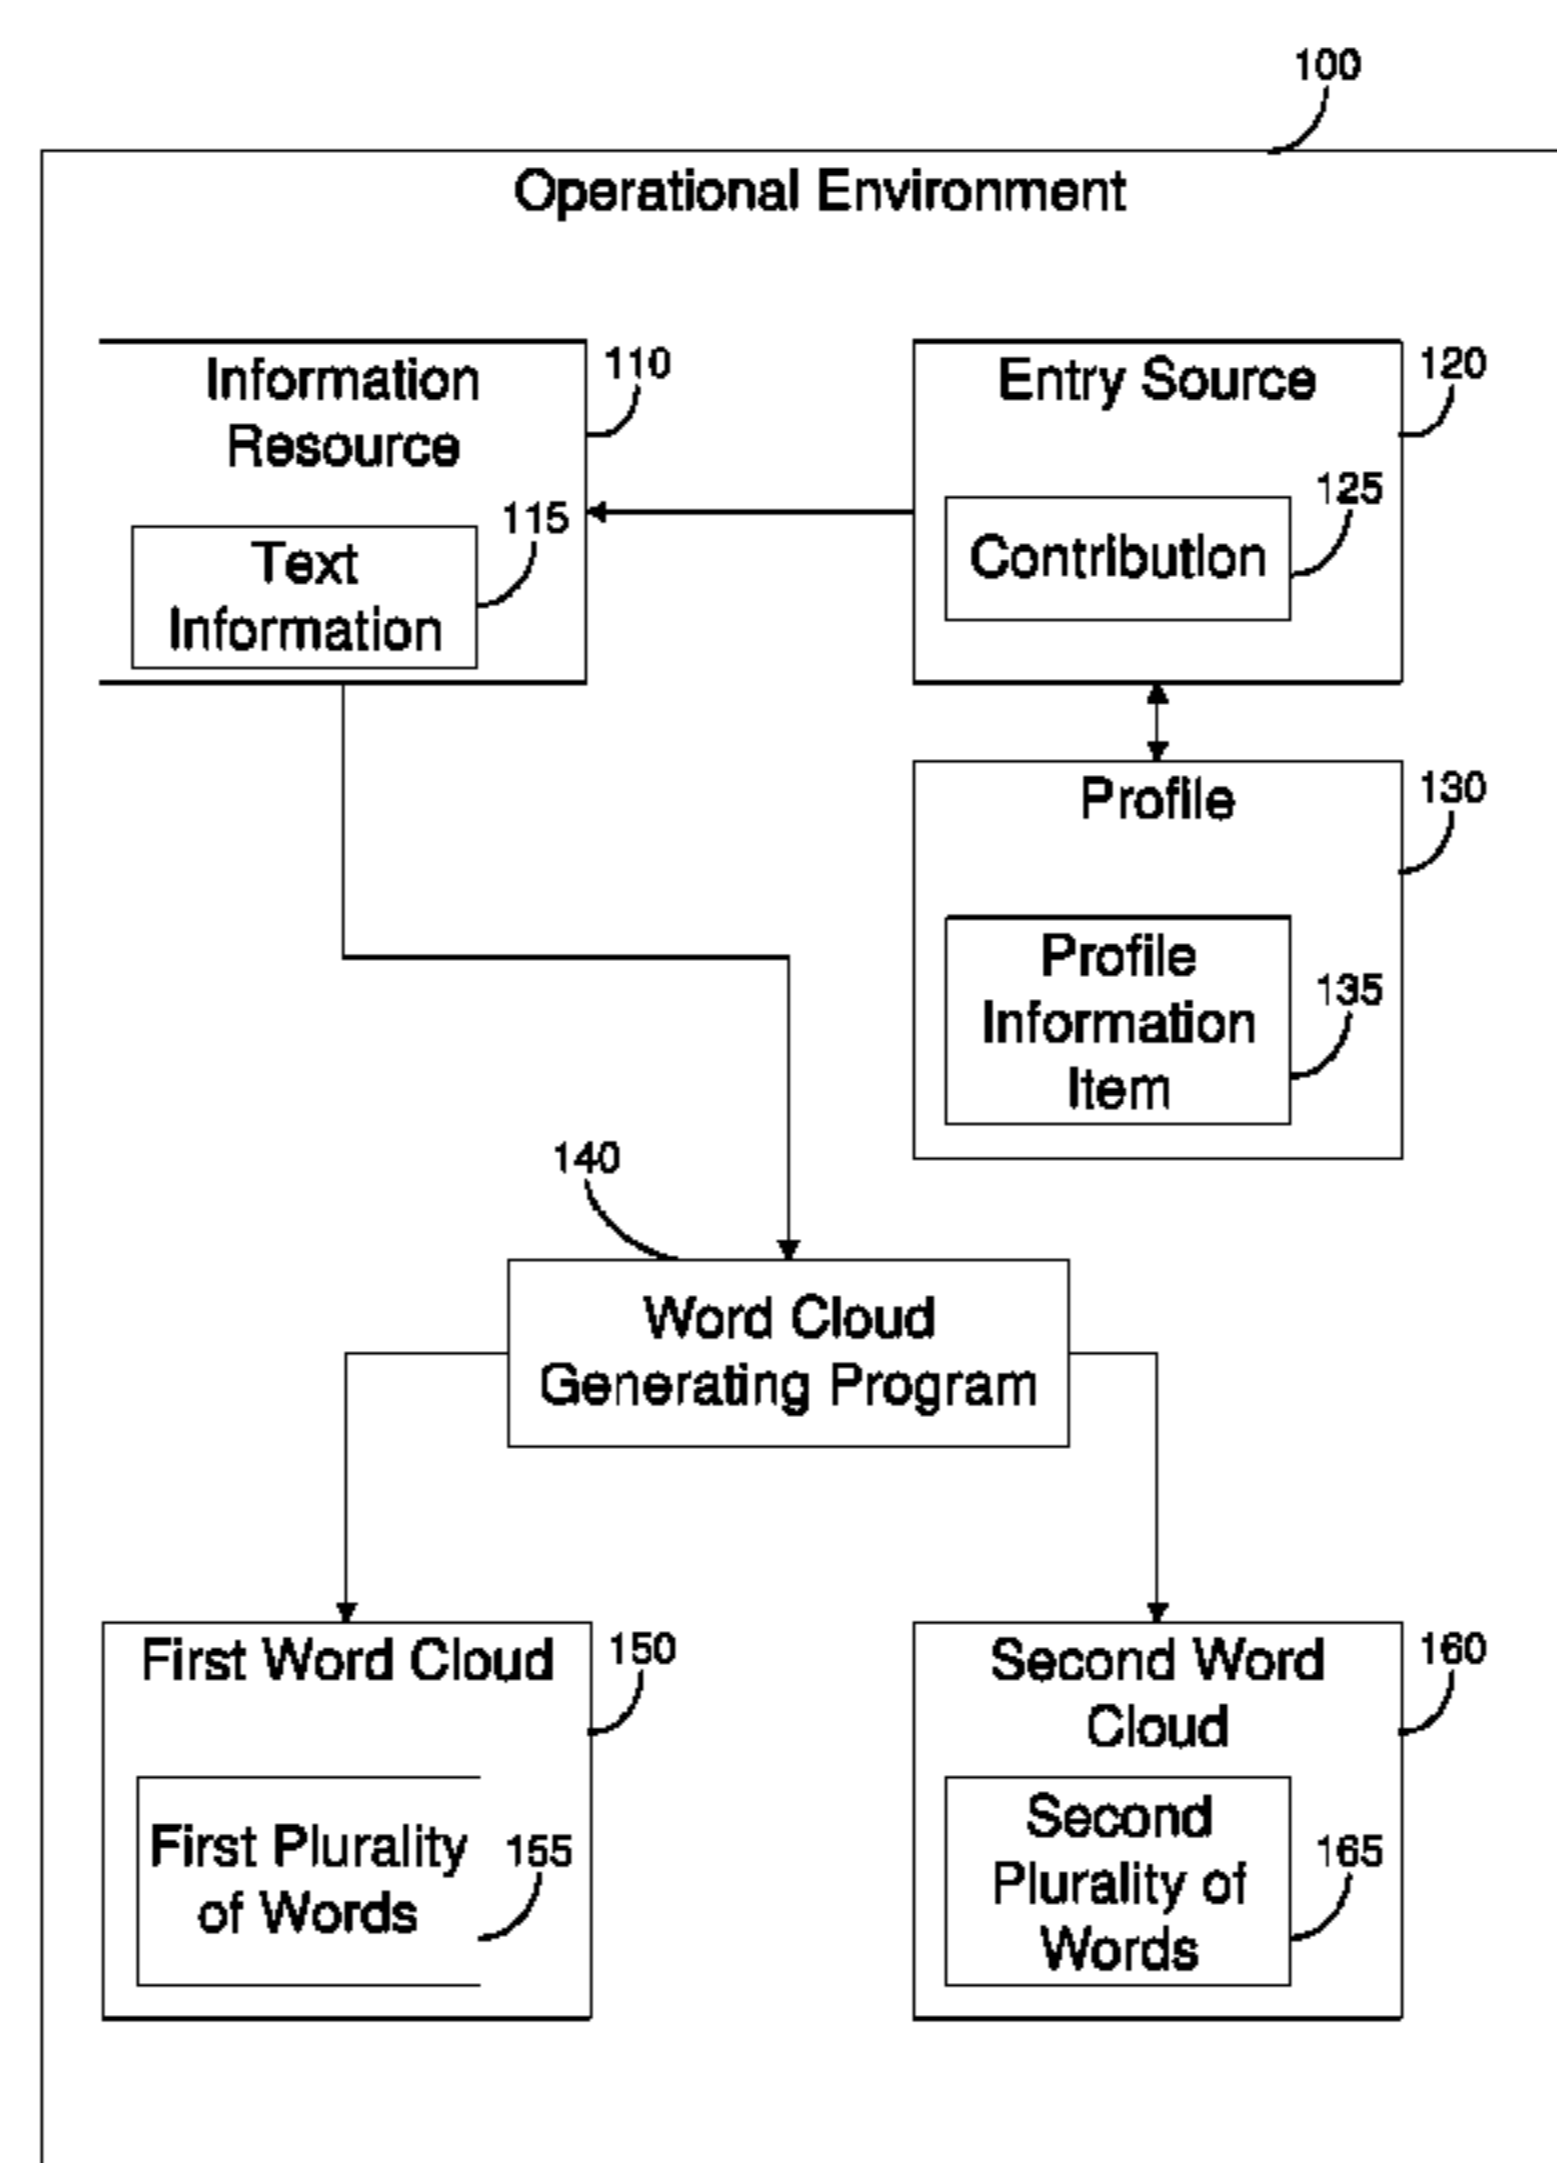 100
Operational Environment
Information
Resource
110
Text
Information
115
Entry Source
120
Contribution
125
Profile
130
Profile
Information
Item
135
140
Word Cloud
Generating Program
First Word Cloud
150
First Plurality
of Words
155
Second Word
Cloud
160
Second
Plurality of
Words
165